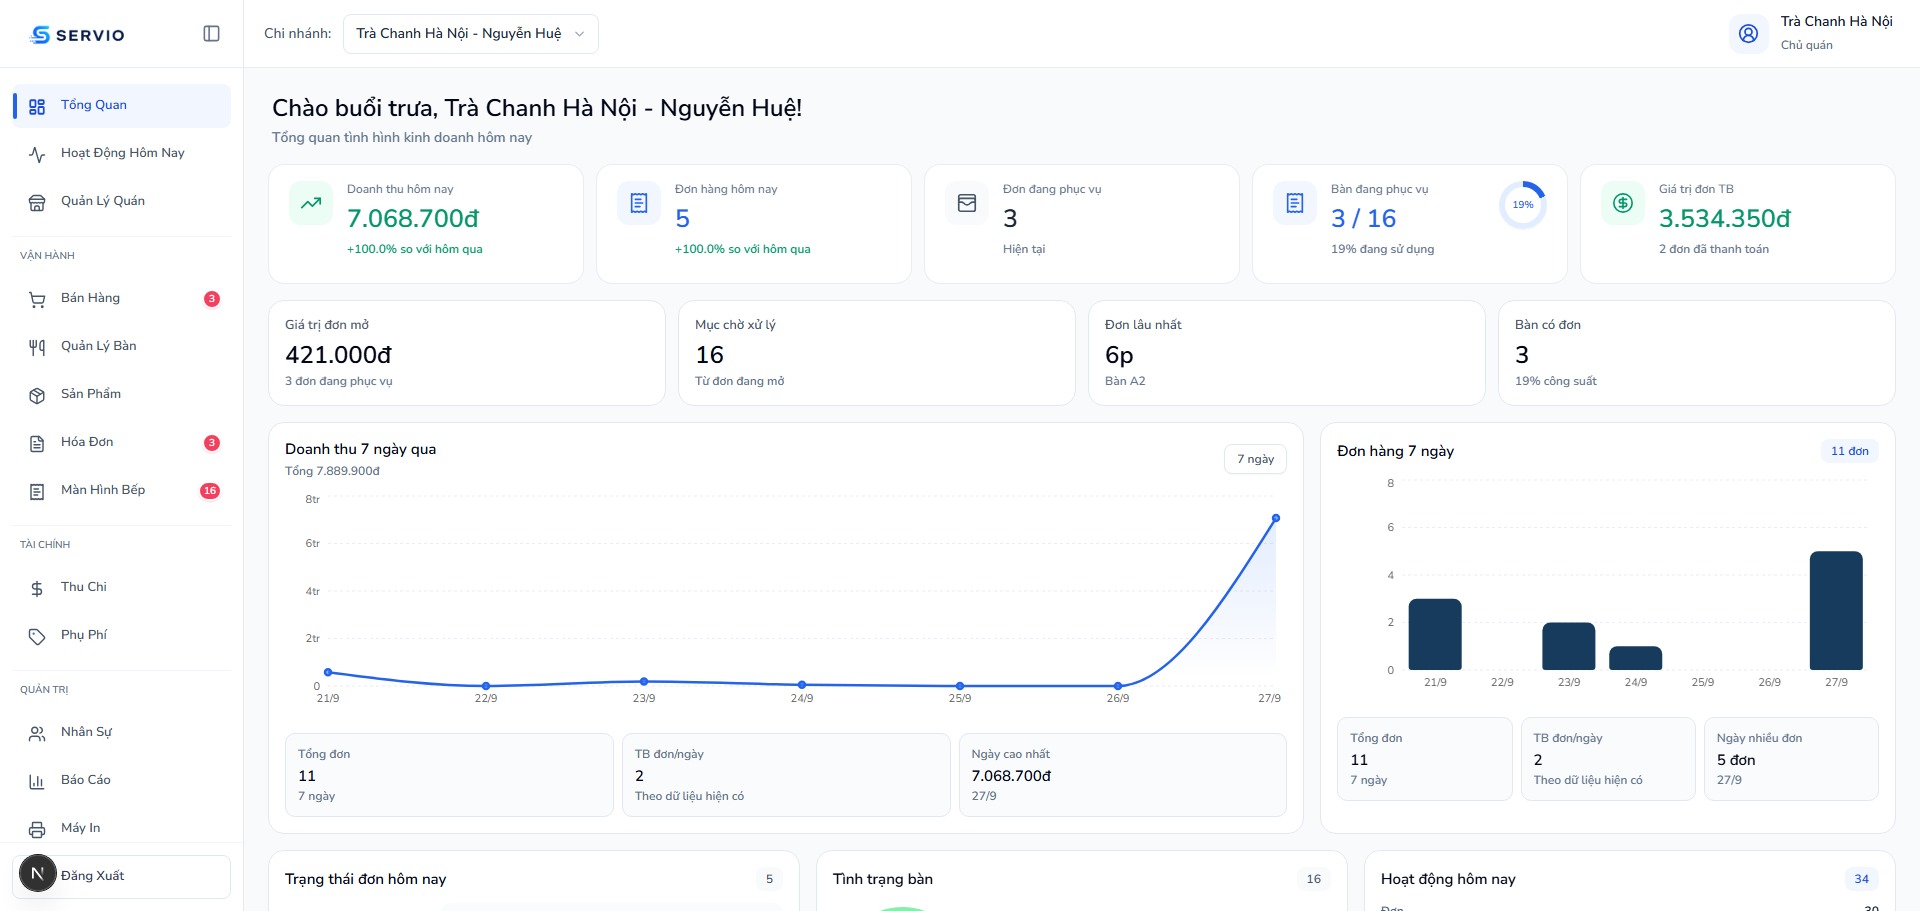 SERVIO
Chi nhánh:
Trà Chanh Hà Nội - Nguyễn Huệ
Trà Chanh Hà Nội
Chủ quán
Tổng Quan
Hoạt Động Hôm Nay
Quản Lý Quán
VẬN HÀNH
Bán Hàng
3
Quản Lý Bàn
Sản Phẩm
Hóa Đơn
3
Màn Hình Bếp
16
TÀI CHÍNH
Thu Chi
Phụ Phí
QUẢN TRỊ
Nhân Sự
Báo Cáo
Máy In
N
Đăng Xuất
Chào buổi trưa, Trà Chanh Hà Nội - Nguyễn Huệ!
Tổng quan tình hình kinh doanh hôm nay
Doanh thu hôm nay
7.068.700đ
+100.0% so với hôm qua
Đơn hàng hôm nay
5
+100.0% so với hôm qua
Đơn đang phục vụ
3
Hiện tại
Bàn đang phục vụ
3 / 16
19% đang sử dụng
19%
Giá trị đơn TB
3.534.350đ
2 đơn đã thanh toán
Giá trị đơn mở
421.000đ
3 đơn đang phục vụ
Mục chờ xử lý
16
Từ đơn đang mở
Đơn lâu nhất
6p
Bàn A2
Bàn có đơn
3
19% công suất
Doanh thu 7 ngày qua
Tổng 7.889.900đ
7 ngày
8tr
6tr
4tr
2tr
0
21/9
22/9
23/9
24/9
25/9
26/9
27/9
Tổng đơn
11
7 ngày
TB đơn/ngày
2
Theo dữ liệu hiện có
Ngày cao nhất
7.068.700đ
27/9
Đơn hàng 7 ngày
11 đơn
8
6
4
2
0
21/9
22/9
23/9
24/9
25/9
26/9
27/9
Tổng đơn
11
7 ngày
TB đơn/ngày
2
Theo dữ liệu hiện có
Ngày nhiều đơn
5 đơn
27/9
Trạng thái đơn hôm nay
5
Tình trạng bàn
16
Hoạt động hôm nay
34